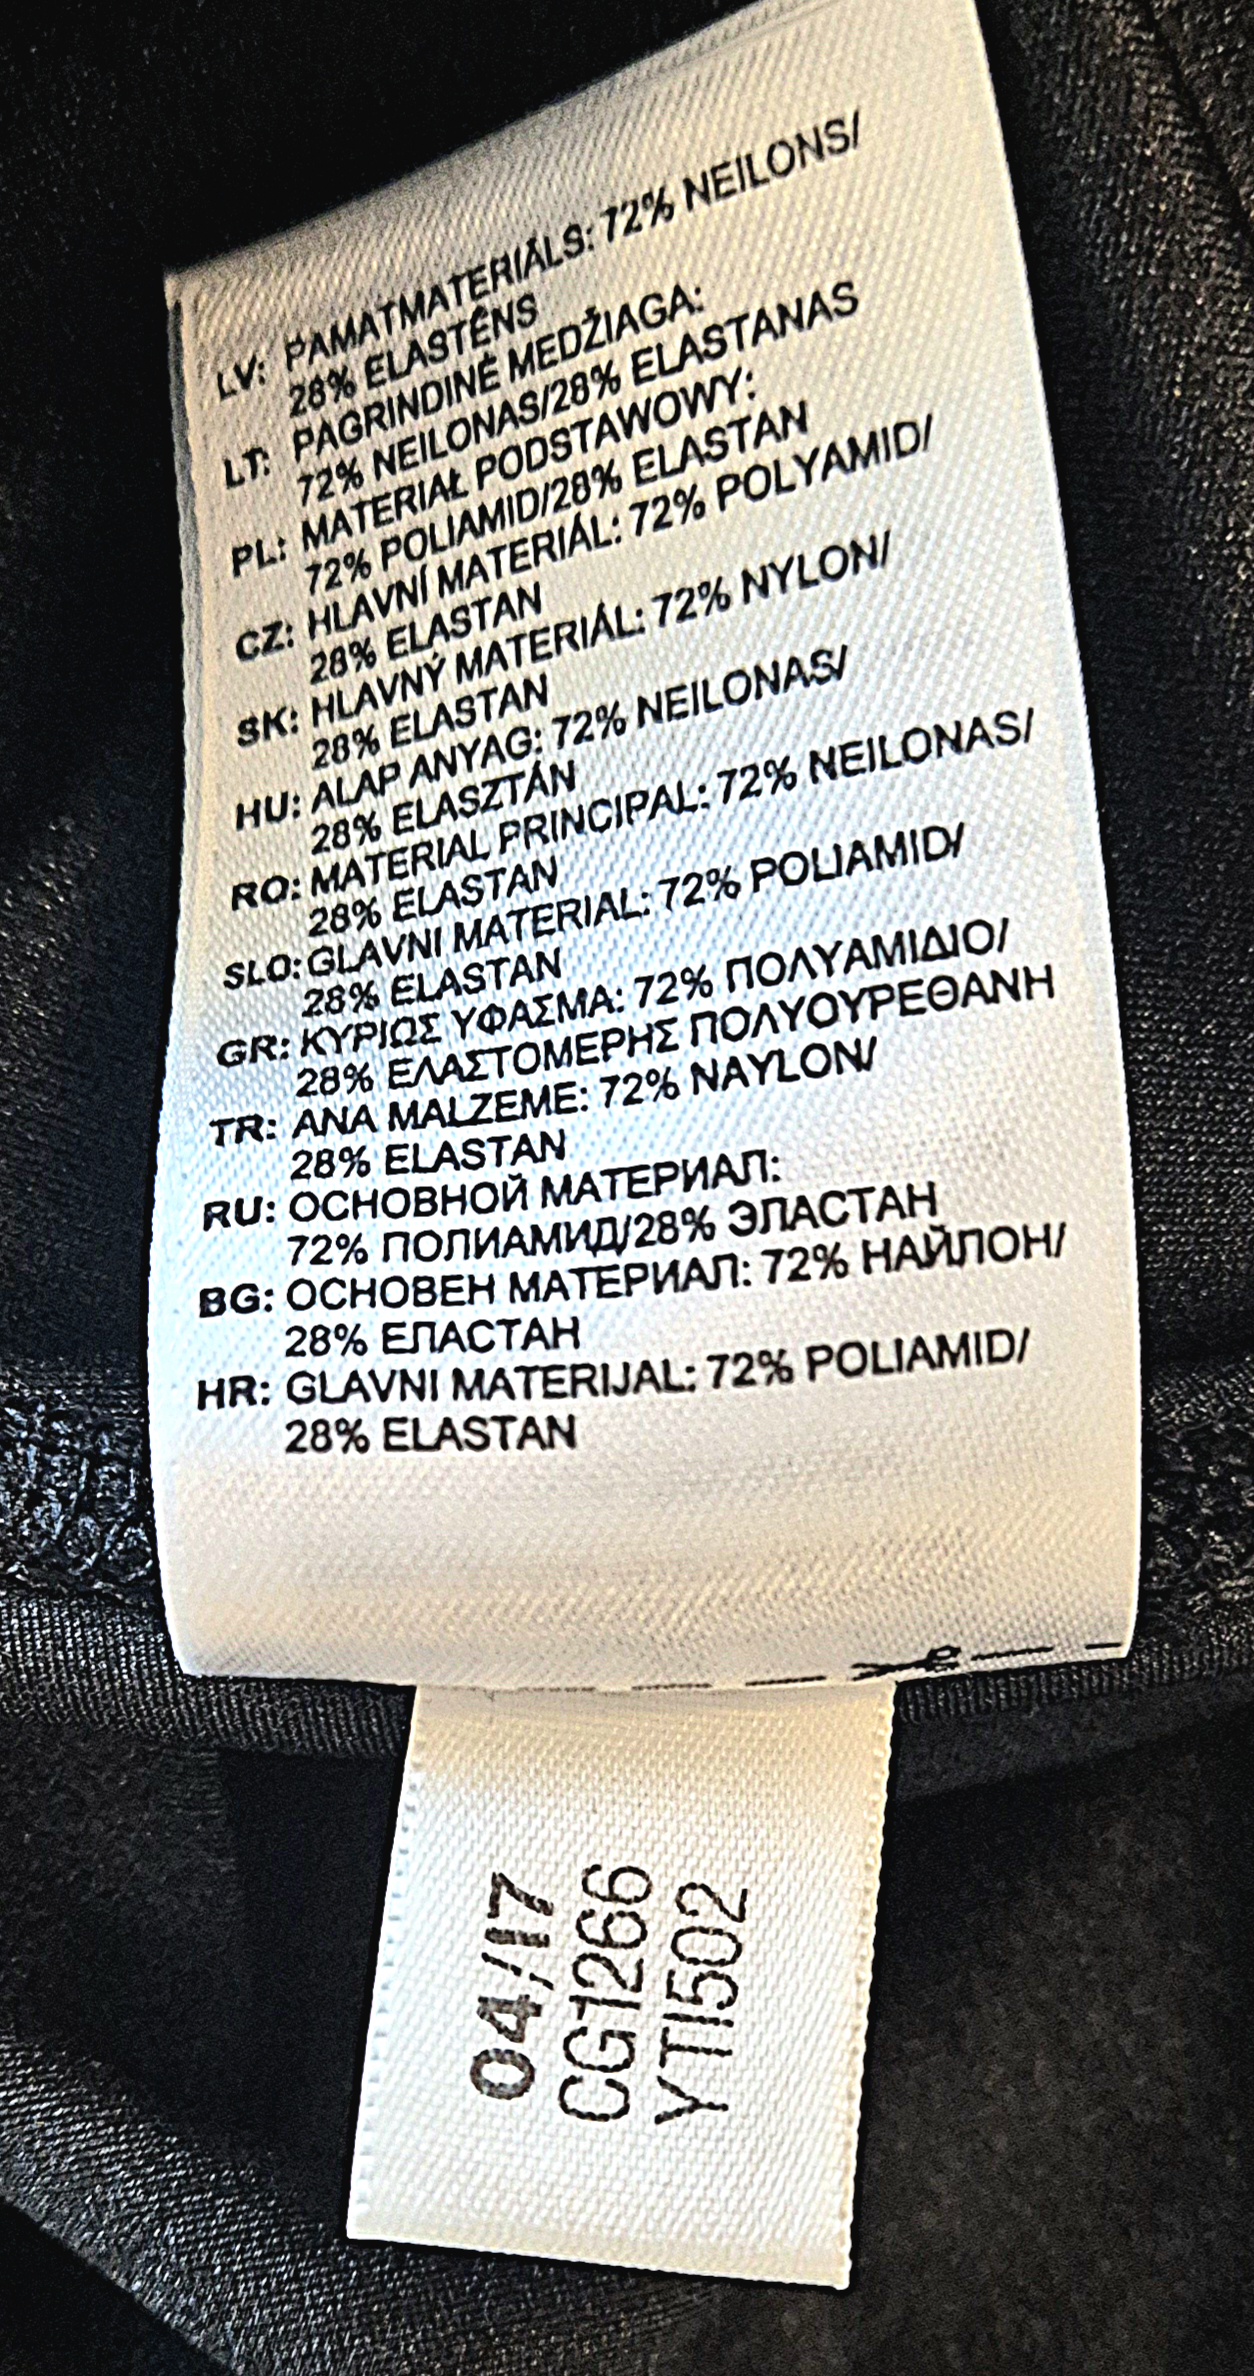 LV: PAMATMATERIĀLS: 72% NEILONS/
28% ELASTĒNS
LT: PAGRINDINĖ MEDŽIAGA:
72% NEILONAS/28% ELASTANAS
PL: MATERIAŁ PODSTAWOWY:
72% POLIAMID/28% ELASTAN
CZ: HLAVNÍ MATERIÁL: 72% POLYAMID/
28% ELASTAN
SK: HLAVNÝ MATERIÁL: 72% NYLON/
28% ELASTAN
HU: ALAP ANYAG: 72% NEILONAS/
28% ELASZTÁN
RO: MATERIAL PRINCIPAL: 72% NEILONAS/
28% ELASTAN
SLO: GLAVNI MATERIAL: 72% POLIAMID/
28% ELASTAN
GR: ΚΥΡΙΩΣ ΥΦΑΣΜΑ: 72% ΠΟΛΥΑΜΙΔΙΟ/
28% ΕΛΑΣΤΟΜΕΡΗΣ ΠΟΛΥΟΥΡΕΘΑΝΗ
TR: ANA MALZEME: 72% NAYLON/
28% ELASTAN
RU: ОСНОВНОЙ МАТЕРИАЛ:
72% ПОЛИАМИД/28% ЭЛАСТАН
BG: ОСНОВЕН МАТЕРИАЛ: 72% НАЙЛОН/
28% ЕЛАСТАН
HR: GLAVNI MATERIJAL: 72% POLIAMID/
28% ELASTAN
04/17
CG1266
YTI502